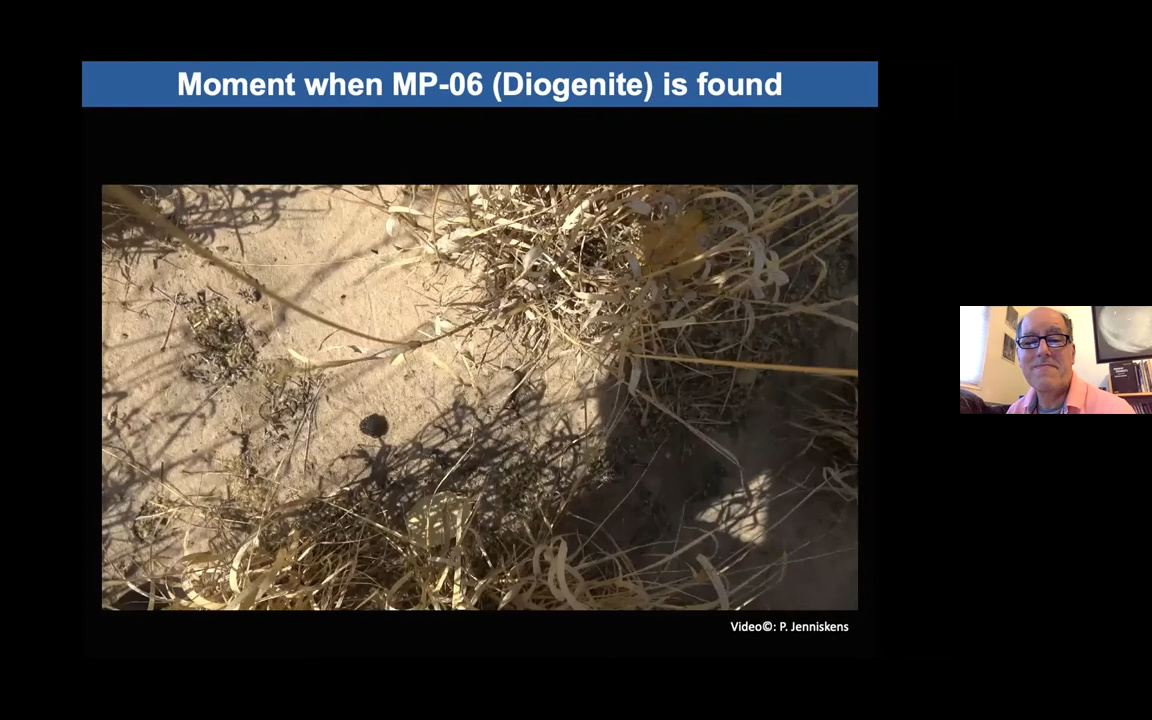 Moment when MP-06 (Diogenite) is found
Video©: P. Jenniskens